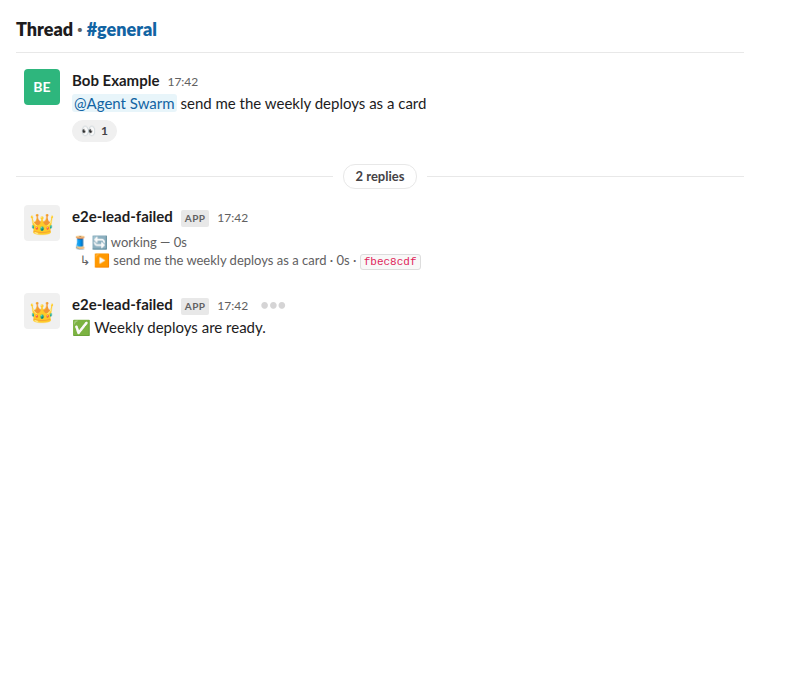 Thread • #general
BE
Bob Example 17:42
@Agent Swarm send me the weekly deploys as a card
👀 1
2 replies
e2e-lead-failed APP 17:42
🧵 🔄 working — 0s
↳ ▶️ send me the weekly deploys as a card · 0s · fbec8cdf
e2e-lead-failed APP 17:42
✅ Weekly deploys are ready.